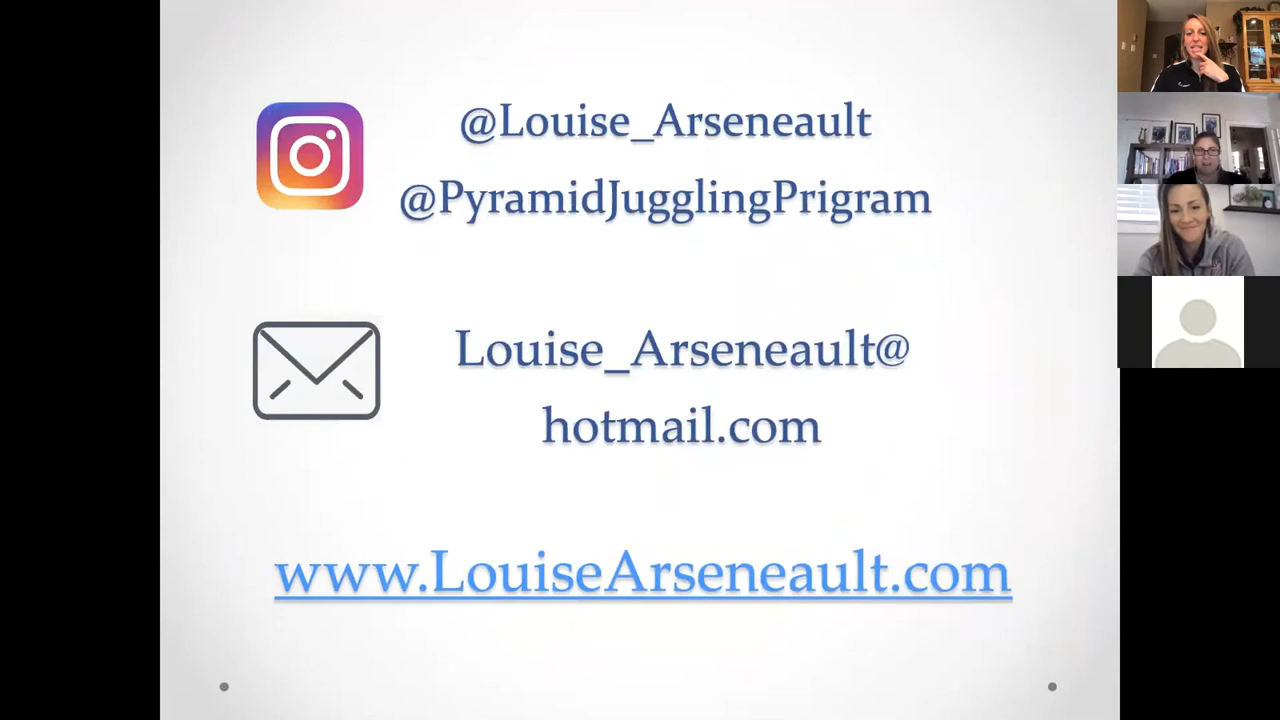 @Louise_Arseneault
@PyramidJugglingPrigram
Louise_Arseneault@
hotmail.com
www.LouiseArseneault.com